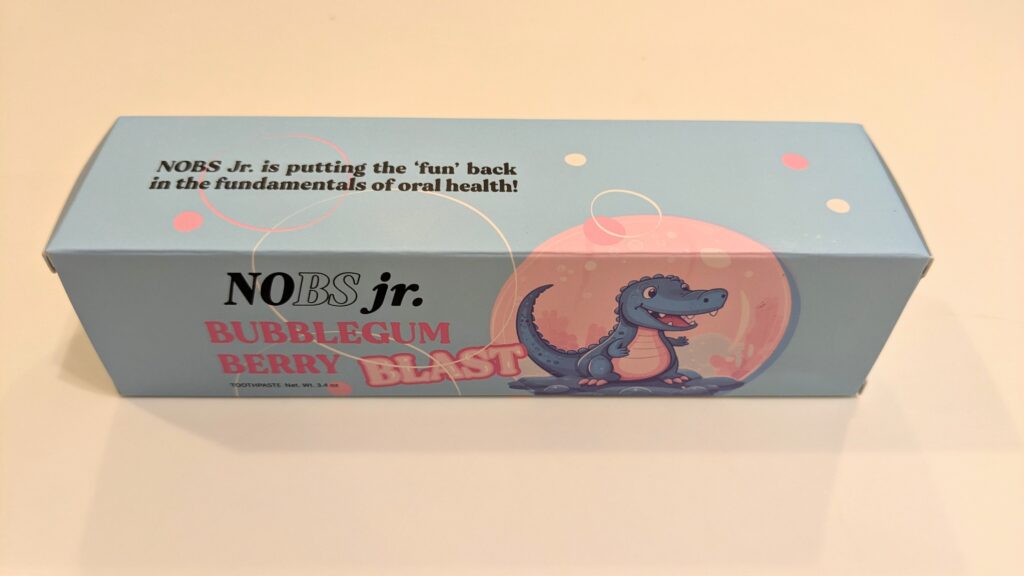 NOBS Jr. is putting the ‘fun’ back
in the fundamentals of oral health!
NOBS jr.
BUBBLEGUM
BERRY BLAST
TOOTHPASTE Net. Wt. 3.4 oz